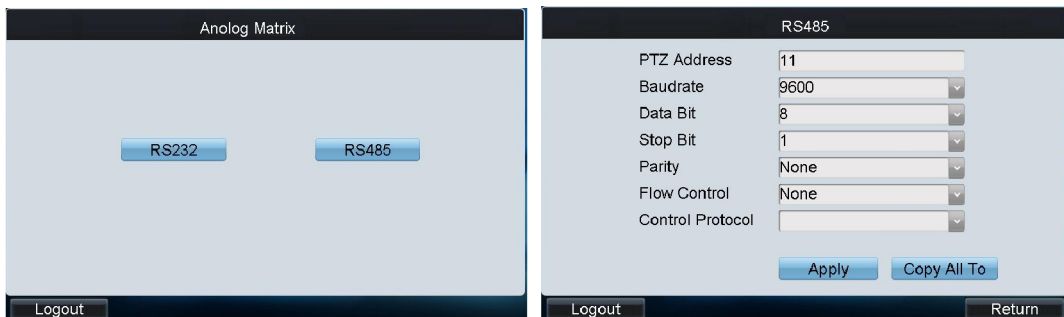 Anolog Matrix
RS232 RS485
Logout
RS485
PTZ Address 11
Baudrate 9600
Data Bit 8
Stop Bit 1
Parity None
Flow Control None
Control Protocol
Apply Copy All To
Logout Return